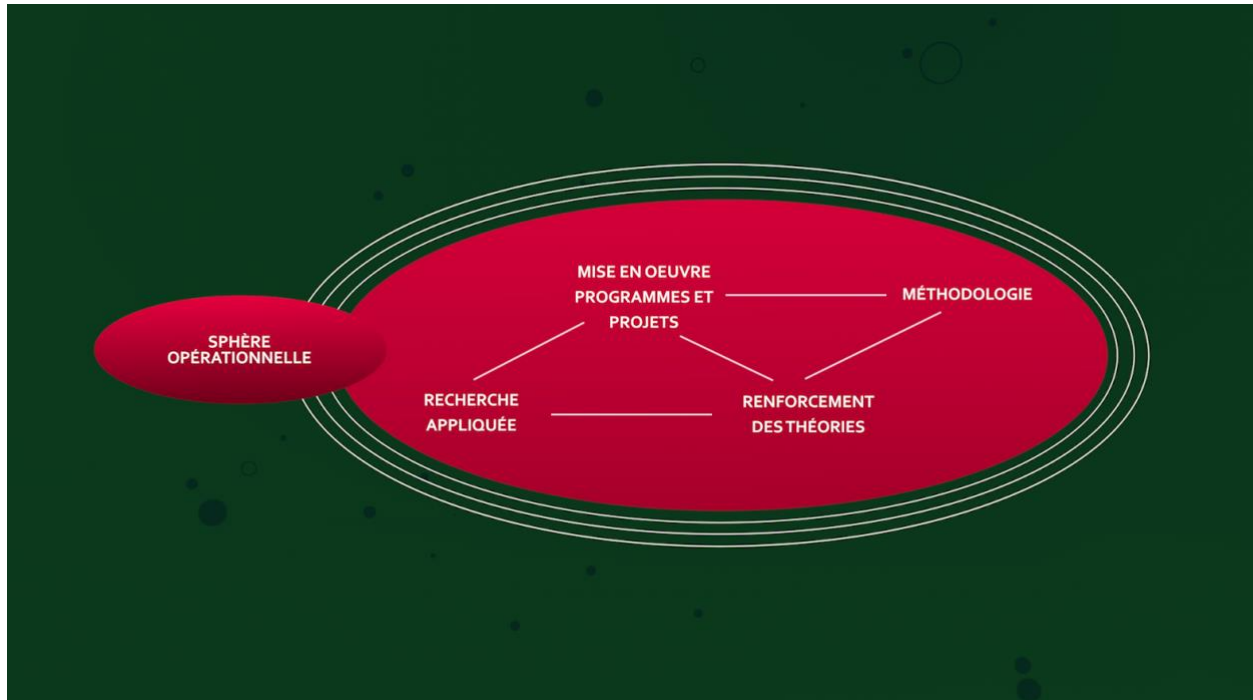 SPHÈRE
OPÉRATIONNELLE
MISE EN OEUVRE
PROGRAMMES ET
PROJETS
MÉTHODOLOGIE
RECHERCHE
APPLIQUÉE
RENFORCEMENT
DES THÉORIES